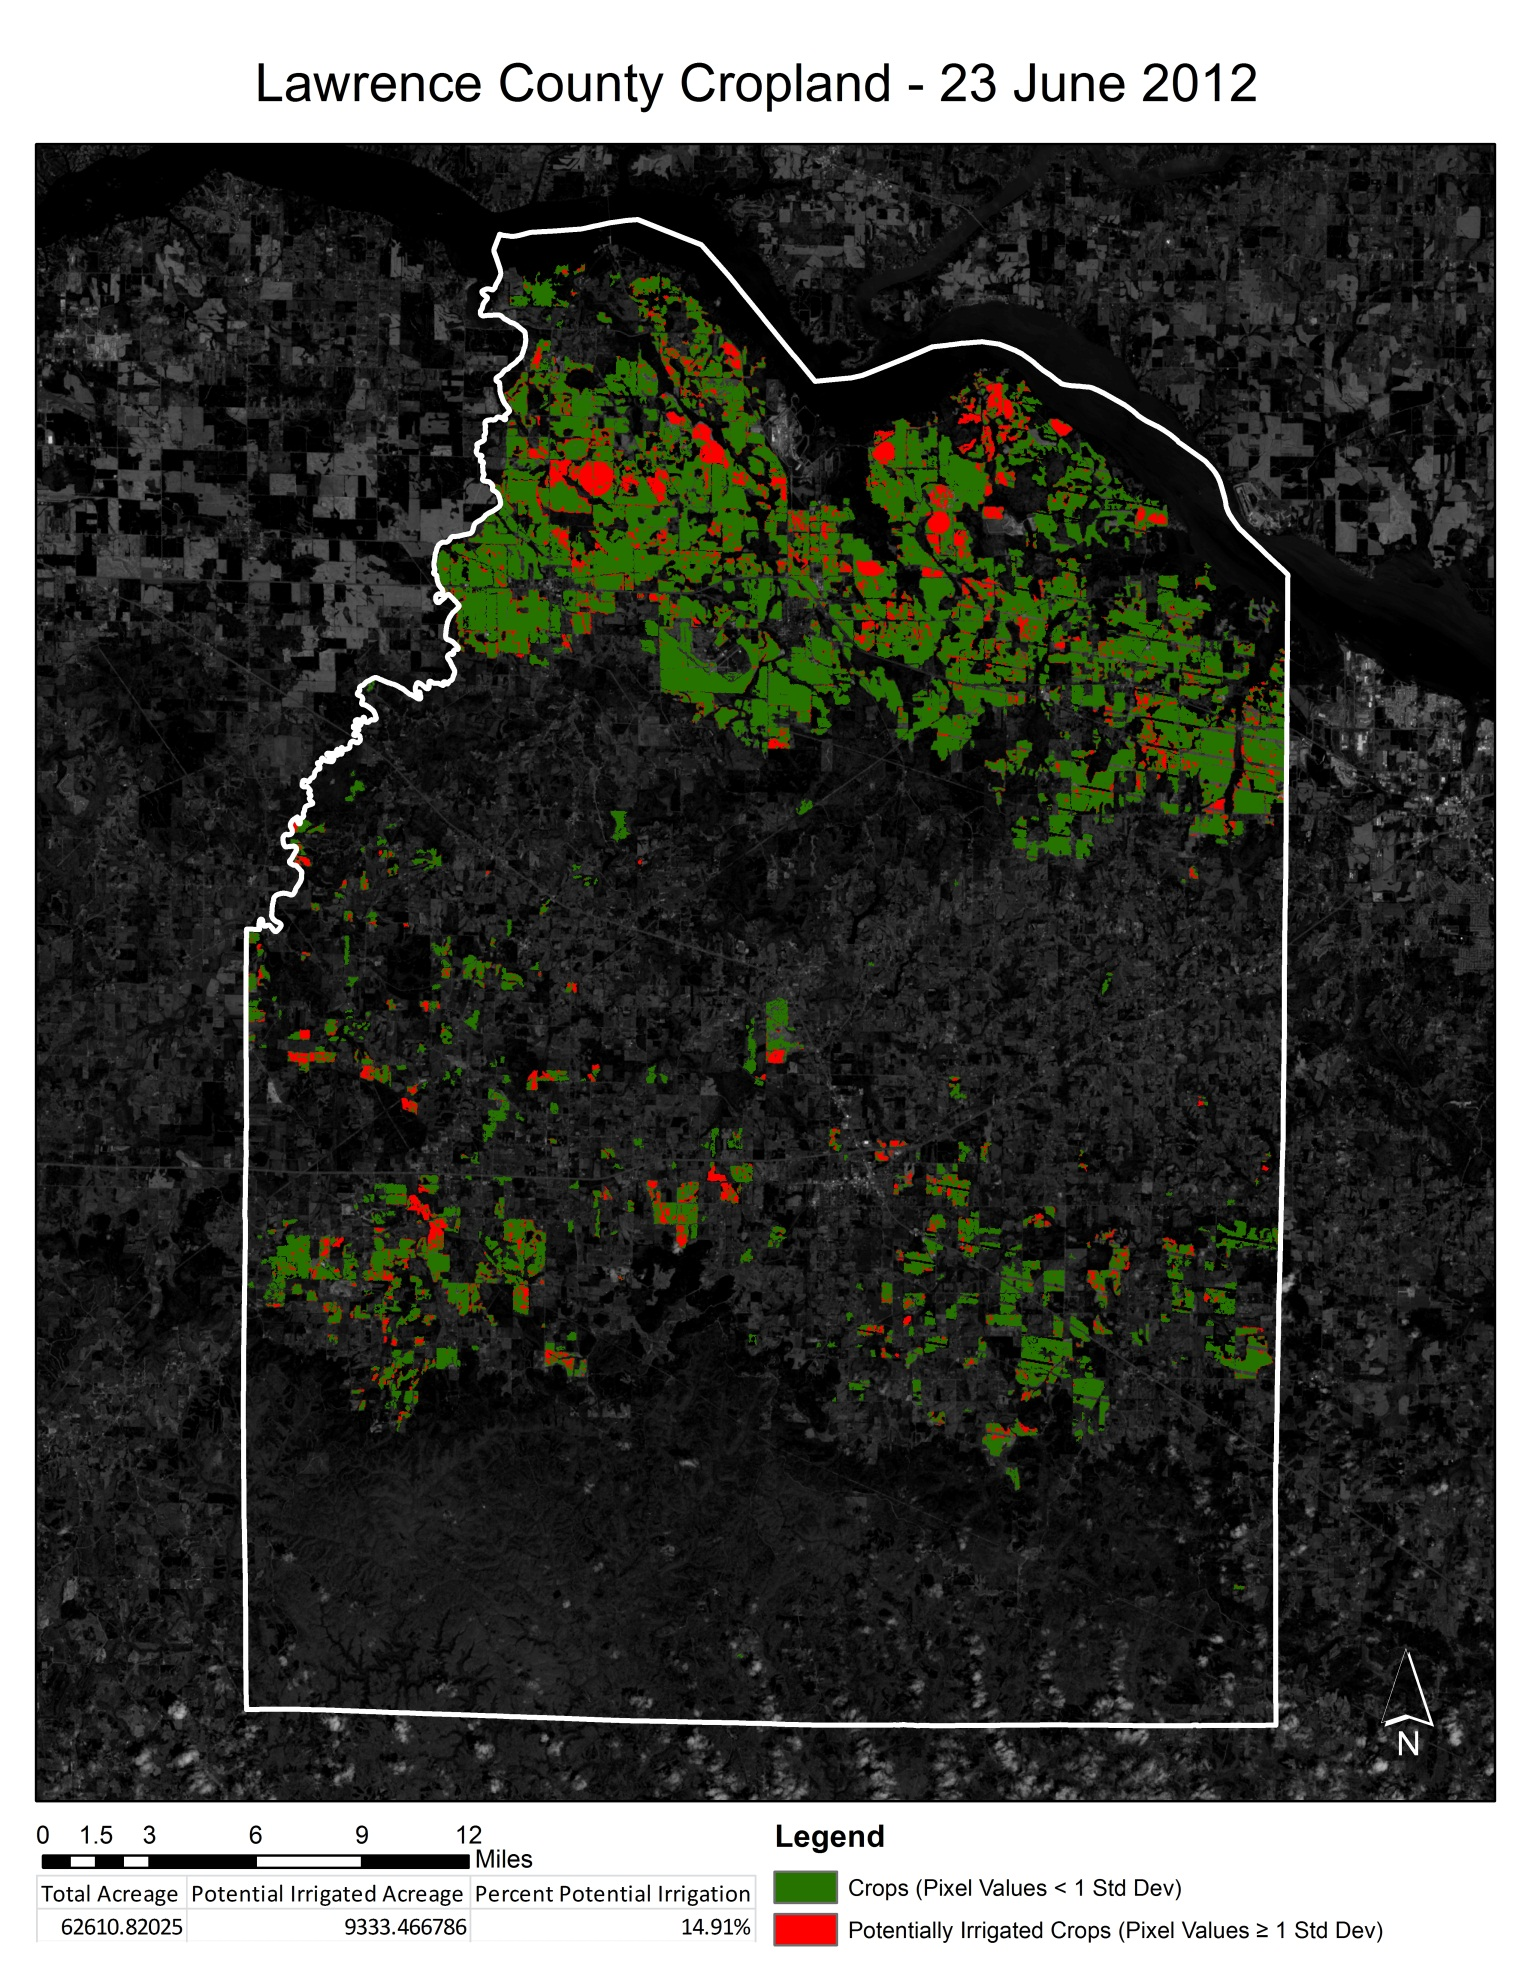 Lawrence County Cropland - 23 June 2012
N
0 1.5 3 6 9 12
Miles
Total Acreage Potential Irrigated Acreage Percent Potential Irrigation
62610.82025 9333.466786 14.91%
Legend
Crops (Pixel Values < 1 Std Dev)
Potentially Irrigated Crops (Pixel Values ≥ 1 Std Dev)